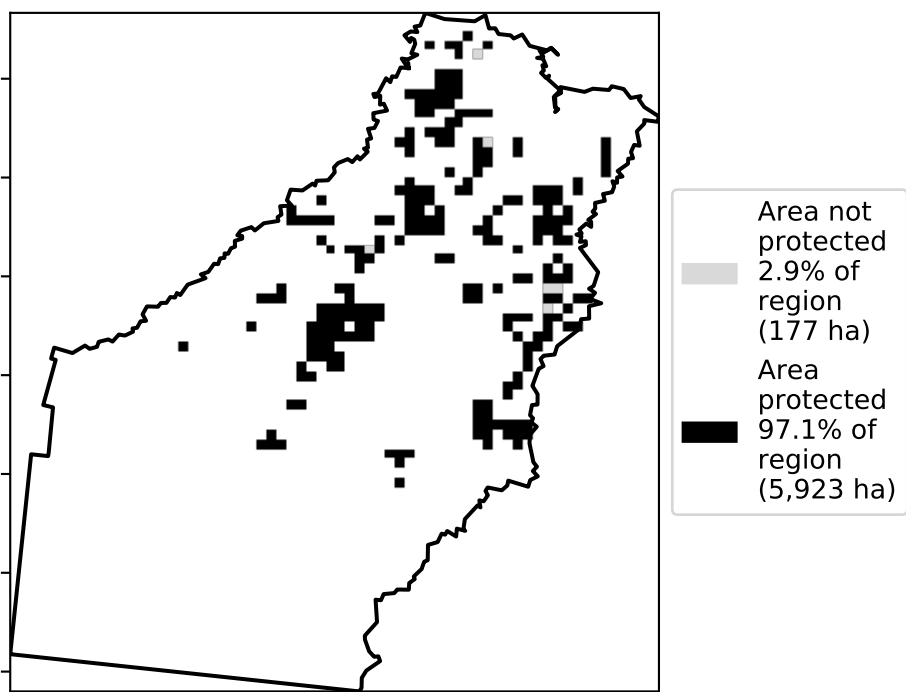 Area not
protected
2.9% of
region
(177 ha)
Area
protected
97.1% of
region
(5,923 ha)